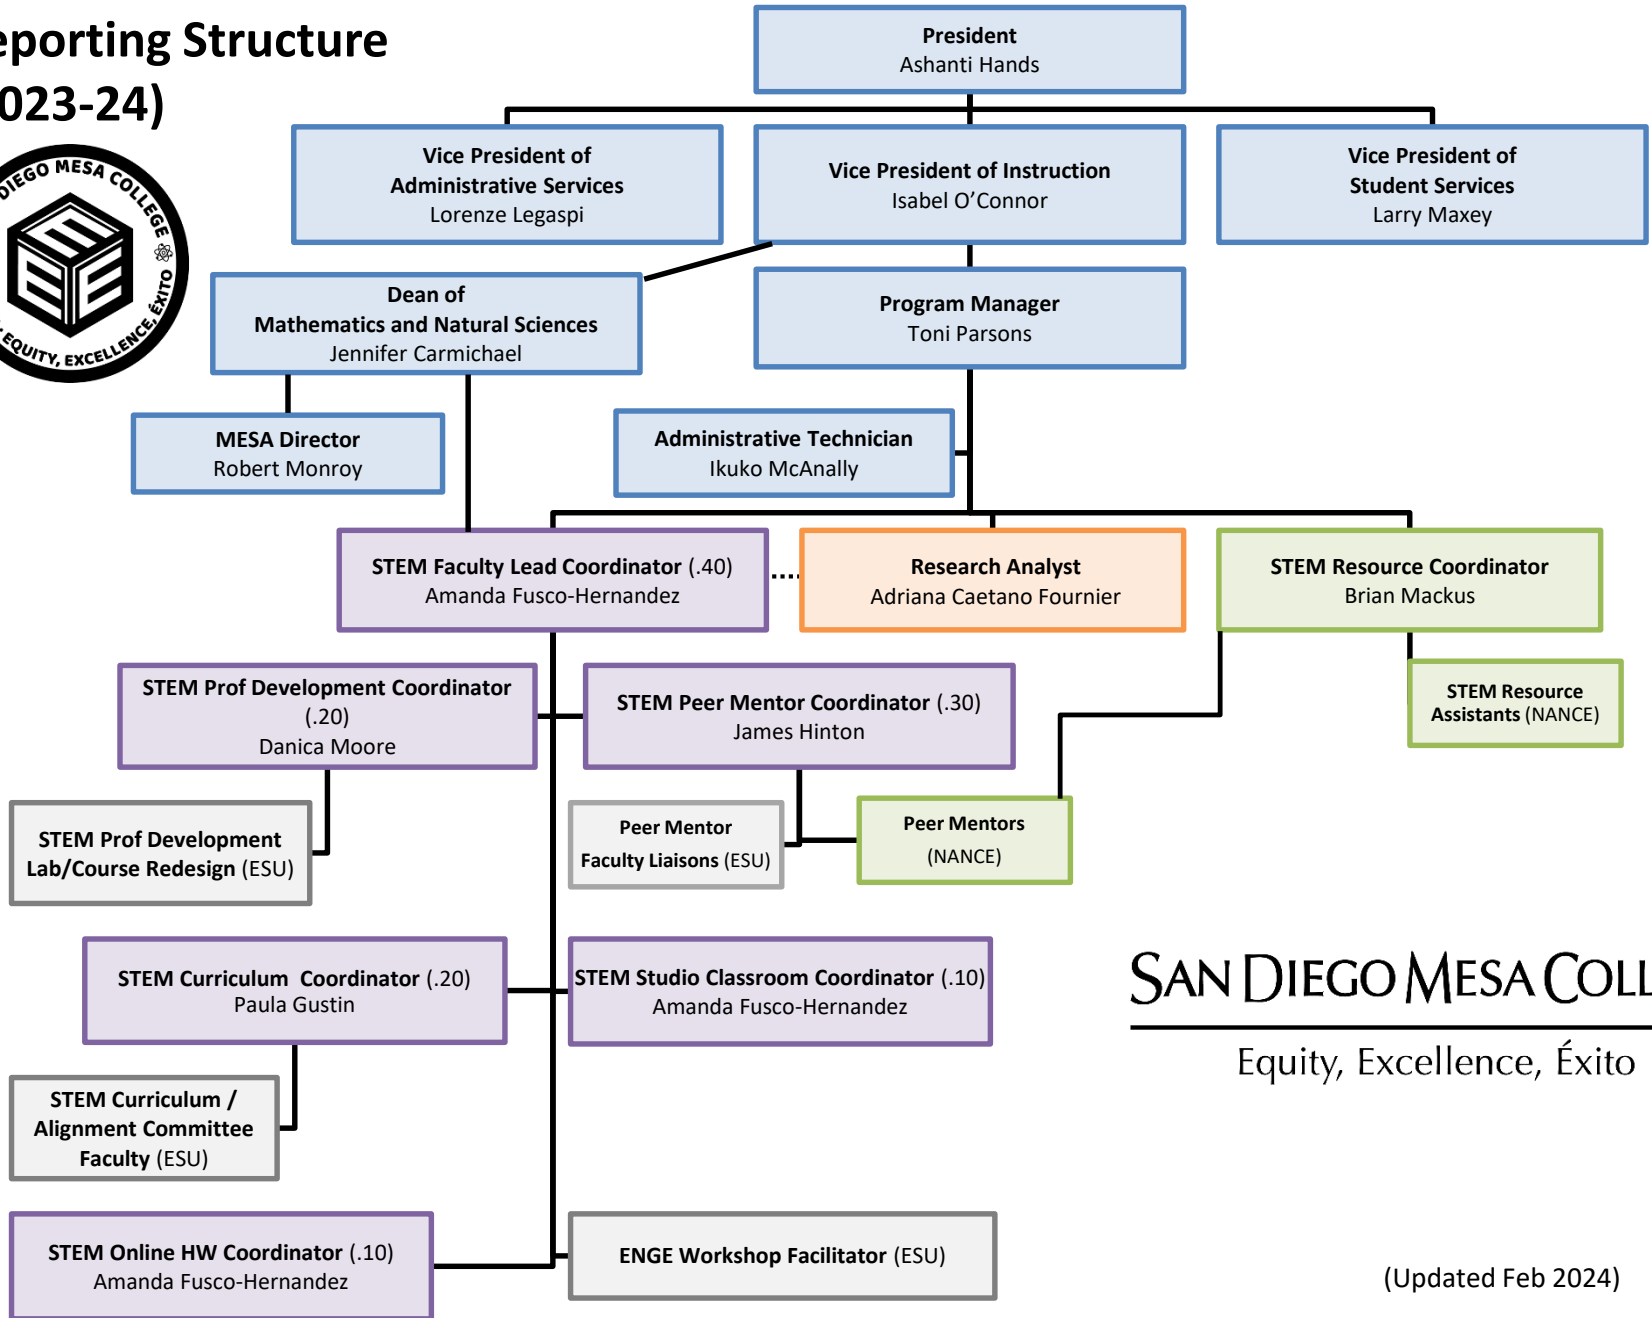 eporting Structure
023-24)
DIEGO MESA COLLEGE
EQUITY, EXCELLENCE, ÉXITO
President
Ashanti Hands
Vice President of
Administrative Services
Lorenze Legaspi
Vice President of Instruction
Isabel O’Connor
Vice President of
Student Services
Larry Maxey
Dean of
Mathematics and Natural Sciences
Jennifer Carmichael
Program Manager
Toni Parsons
MESA Director
Robert Monroy
Administrative Technician
Ikuko McAnally
STEM Faculty Lead Coordinator (.40)
Amanda Fusco-Hernandez
Research Analyst
Adriana Caetano Fournier
STEM Resource Coordinator
Brian Mackus
STEM Prof Development Coordinator
(.20)
Danica Moore
STEM Peer Mentor Coordinator (.30)
James Hinton
STEM Resource
Assistants (NANCE)
STEM Prof Development
Lab/Course Redesign (ESU)
Peer Mentor
Faculty Liaisons (ESU)
Peer Mentors
(NANCE)
STEM Curriculum Coordinator (.20)
Paula Gustin
STEM Studio Classroom Coordinator (.10)
Amanda Fusco-Hernandez
SAN DIEGO MESA COLL
Equity, Excellence, Éxito
STEM Curriculum /
Alignment Committee
Faculty (ESU)
STEM Online HW Coordinator (.10)
Amanda Fusco-Hernandez
ENGE Workshop Facilitator (ESU)
(Updated Feb 2024)